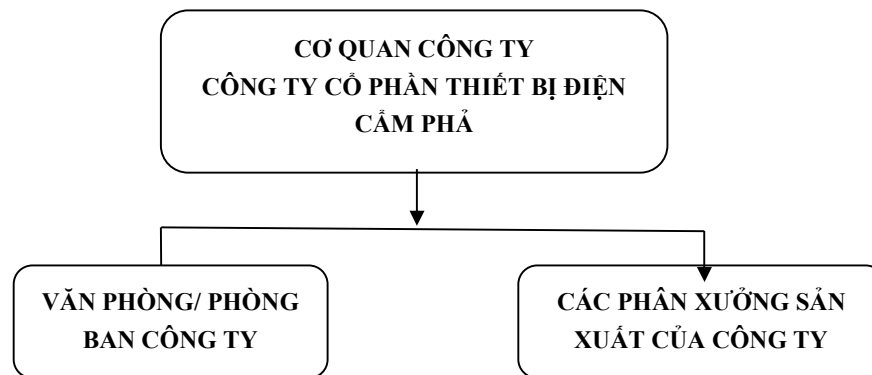 CƠ QUAN CÔNG TY
CÔNG TY CỔ PHẦN THIẾT BỊ ĐIỆN
CẨM PHẢ
VĂN PHÒNG/ PHÒNG
BAN CÔNG TY
CÁC PHÂN XƯỞNG SẢN
XUẤT CỦA CÔNG TY